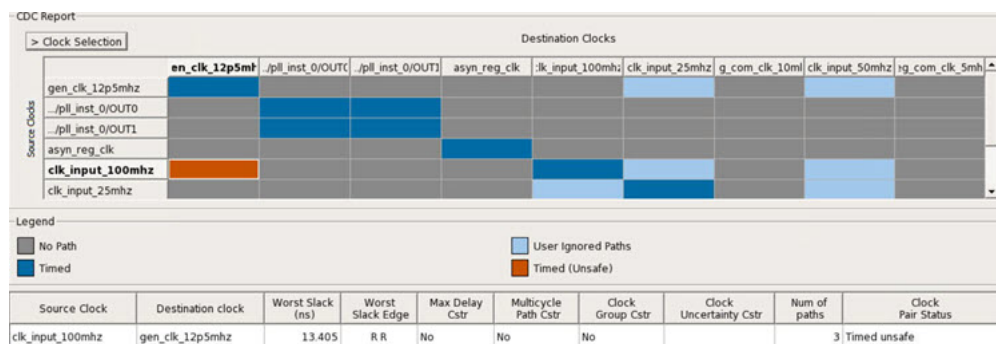 CDC Report
> Clock Selection
Destination Clocks
en_clk_12p5mh ../pll_inst_0/OUT( ../pll_inst_0/OUT1 asyn_reg_clk :lk_input_100mhz clk_input_25mhz g_com_clk_10ml clk_input_50mhz :g_com_clk_5mh
Source Clocks
gen_clk_12p5mhz
.../pll_inst_0/OUT0
.../pll_inst_0/OUT1
asyn_reg_clk
clk_input_100mhz
clk_input_25mhz
Legend
No Path User Ignored Paths
Timed Timed (Unsafe)
Source Clock Destination clock Worst Slack (ns) Worst Slack Edge Max Delay Cstr Multicycle Path Cstr Clock Group Cstr Clock Uncertainty Cstr Num of paths Clock Pair Status
clk_input_100mhz gen_clk_12p5mhz 13.405 R R No No No 3 Timed unsafe